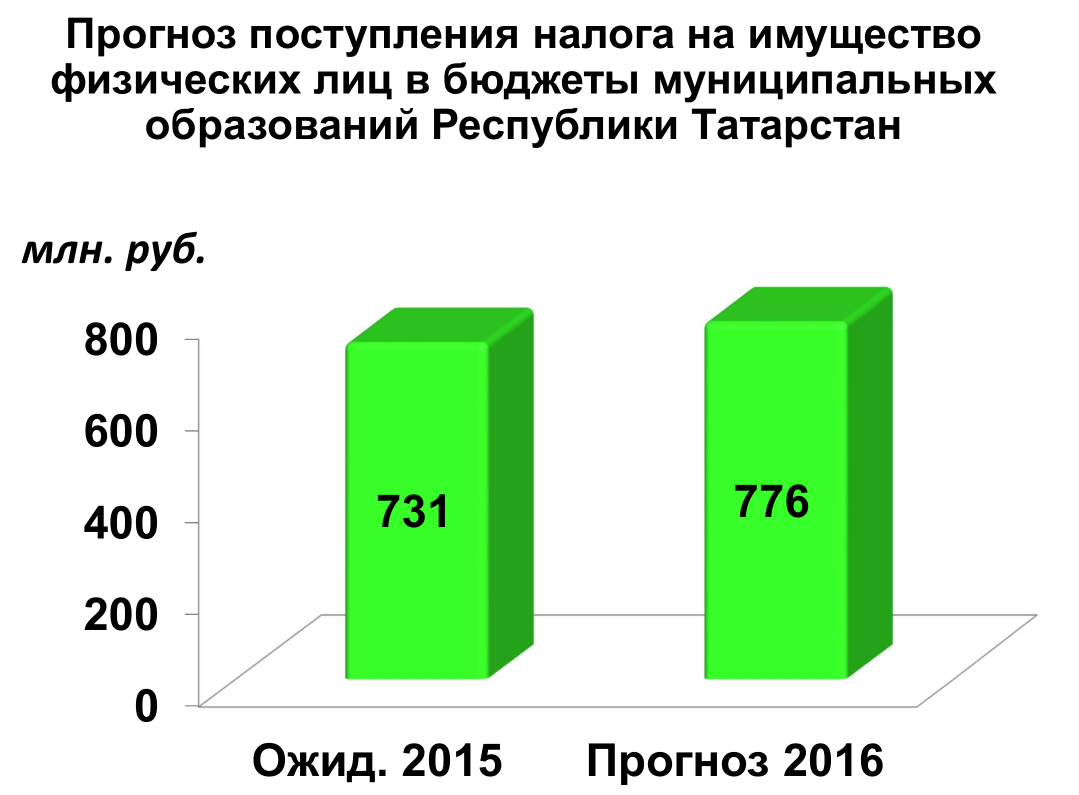 Прогноз поступления налога на имущество
физических лиц в бюджеты муниципальных
образований Республики Татарстан
млн. руб.
800
600
400
200
0
731
776
Ожид. 2015
Прогноз 2016